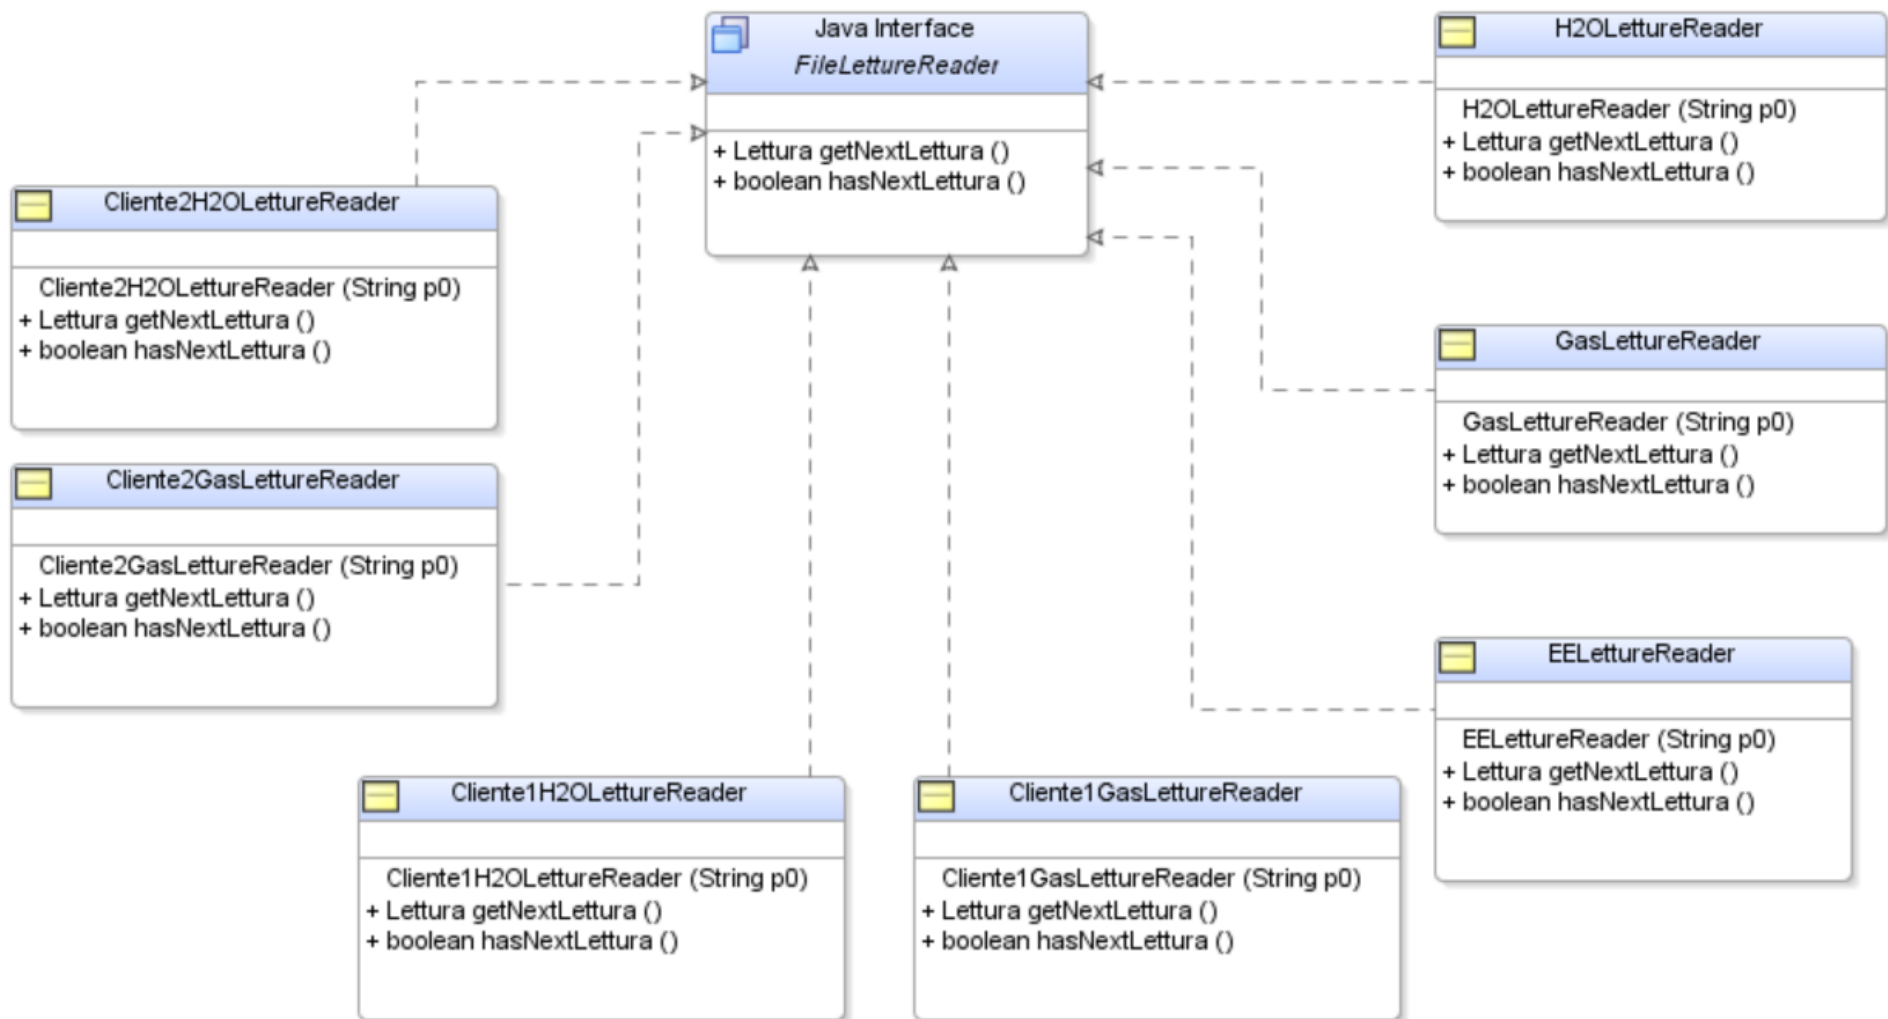 Java Interface
FileLettureReader
+ Lettura getNextLettura ()
+ boolean hasNextLettura ()
H2OLettureReader
H2OLettureReader (String p0)
+ Lettura getNextLettura ()
+ boolean hasNextLettura ()
Cliente2H2OLettureReader
Cliente2H2OLettureReader (String p0)
+ Lettura getNextLettura ()
+ boolean hasNextLettura ()
GasLettureReader
GasLettureReader (String p0)
+ Lettura getNextLettura ()
+ boolean hasNextLettura ()
Cliente2GasLettureReader
Cliente2GasLettureReader (String p0)
+ Lettura getNextLettura ()
+ boolean hasNextLettura ()
EELettureReader
EELettureReader (String p0)
+ Lettura getNextLettura ()
+ boolean hasNextLettura ()
Cliente1H2OLettureReader
Cliente1H2OLettureReader (String p0)
+ Lettura getNextLettura ()
+ boolean hasNextLettura ()
Cliente1GasLettureReader
Cliente1GasLettureReader (String p0)
+ Lettura getNextLettura ()
+ boolean hasNextLettura ()